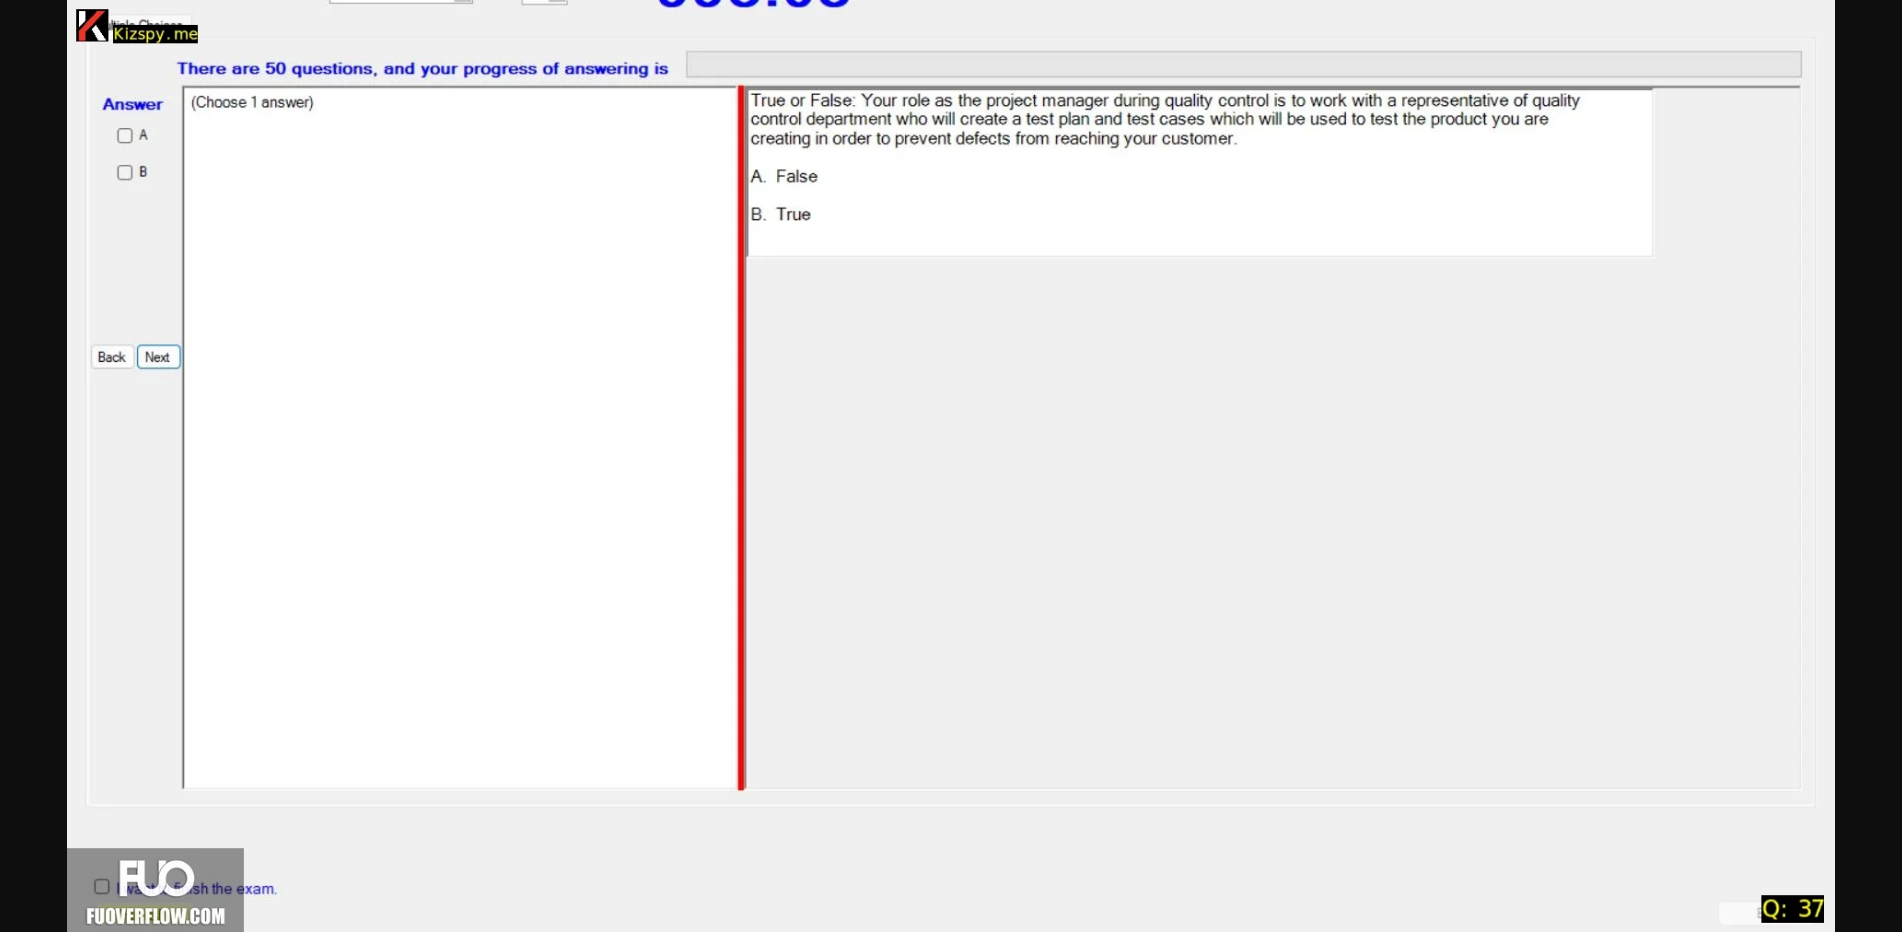 Kizspy.me
There are 50 questions, and your progress of answering is
Answer
(Choose 1 answer)
A
B
Back
Next
True or False: Your role as the project manager during quality control is to work with a representative of quality
control department who will create a test plan and test cases which will be used to test the product you are
creating in order to prevent defects from reaching your customer.
A. False
B. True
FUO
I want finish the exam.
FUOVERFLOW.COM
Q: 37